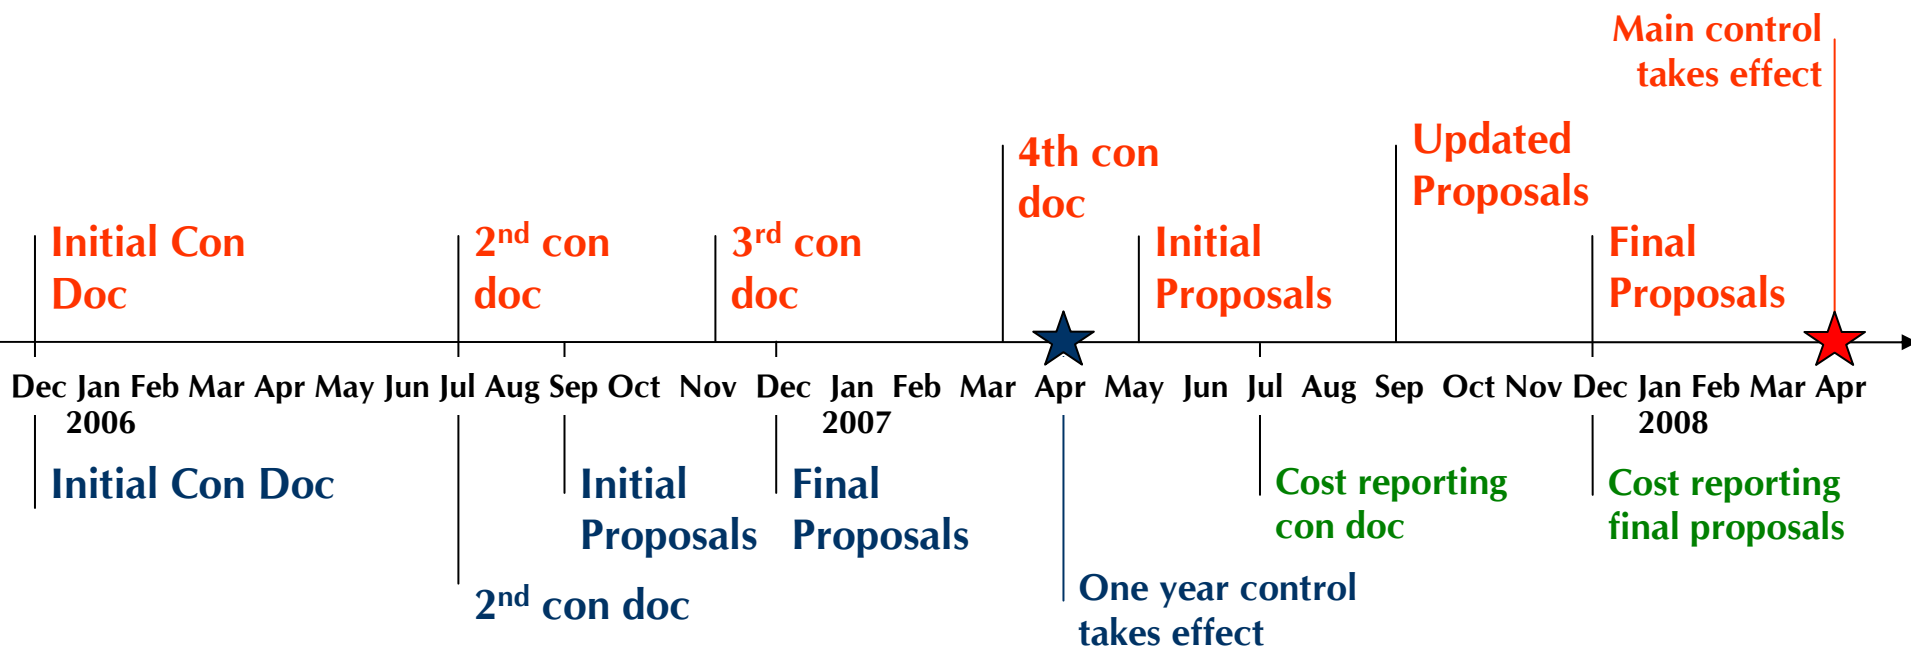 Main control
takes effect
Updated
Proposals
4th con
doc
Initial Con
Doc
2nd con
doc
3rd con
doc
Initial
Proposals
Final
Proposals
Dec Jan Feb Mar Apr May Jun Jul Aug Sep Oct Nov Dec Jan Feb Mar Apr May Jun Jul Aug Sep Oct Nov Dec Jan Feb Mar Apr
2006 2007 2008
Initial Con Doc
Initial
Proposals
Final
Proposals
Cost reporting
con doc
Cost reporting
final proposals
2nd con doc
One year control
takes effect